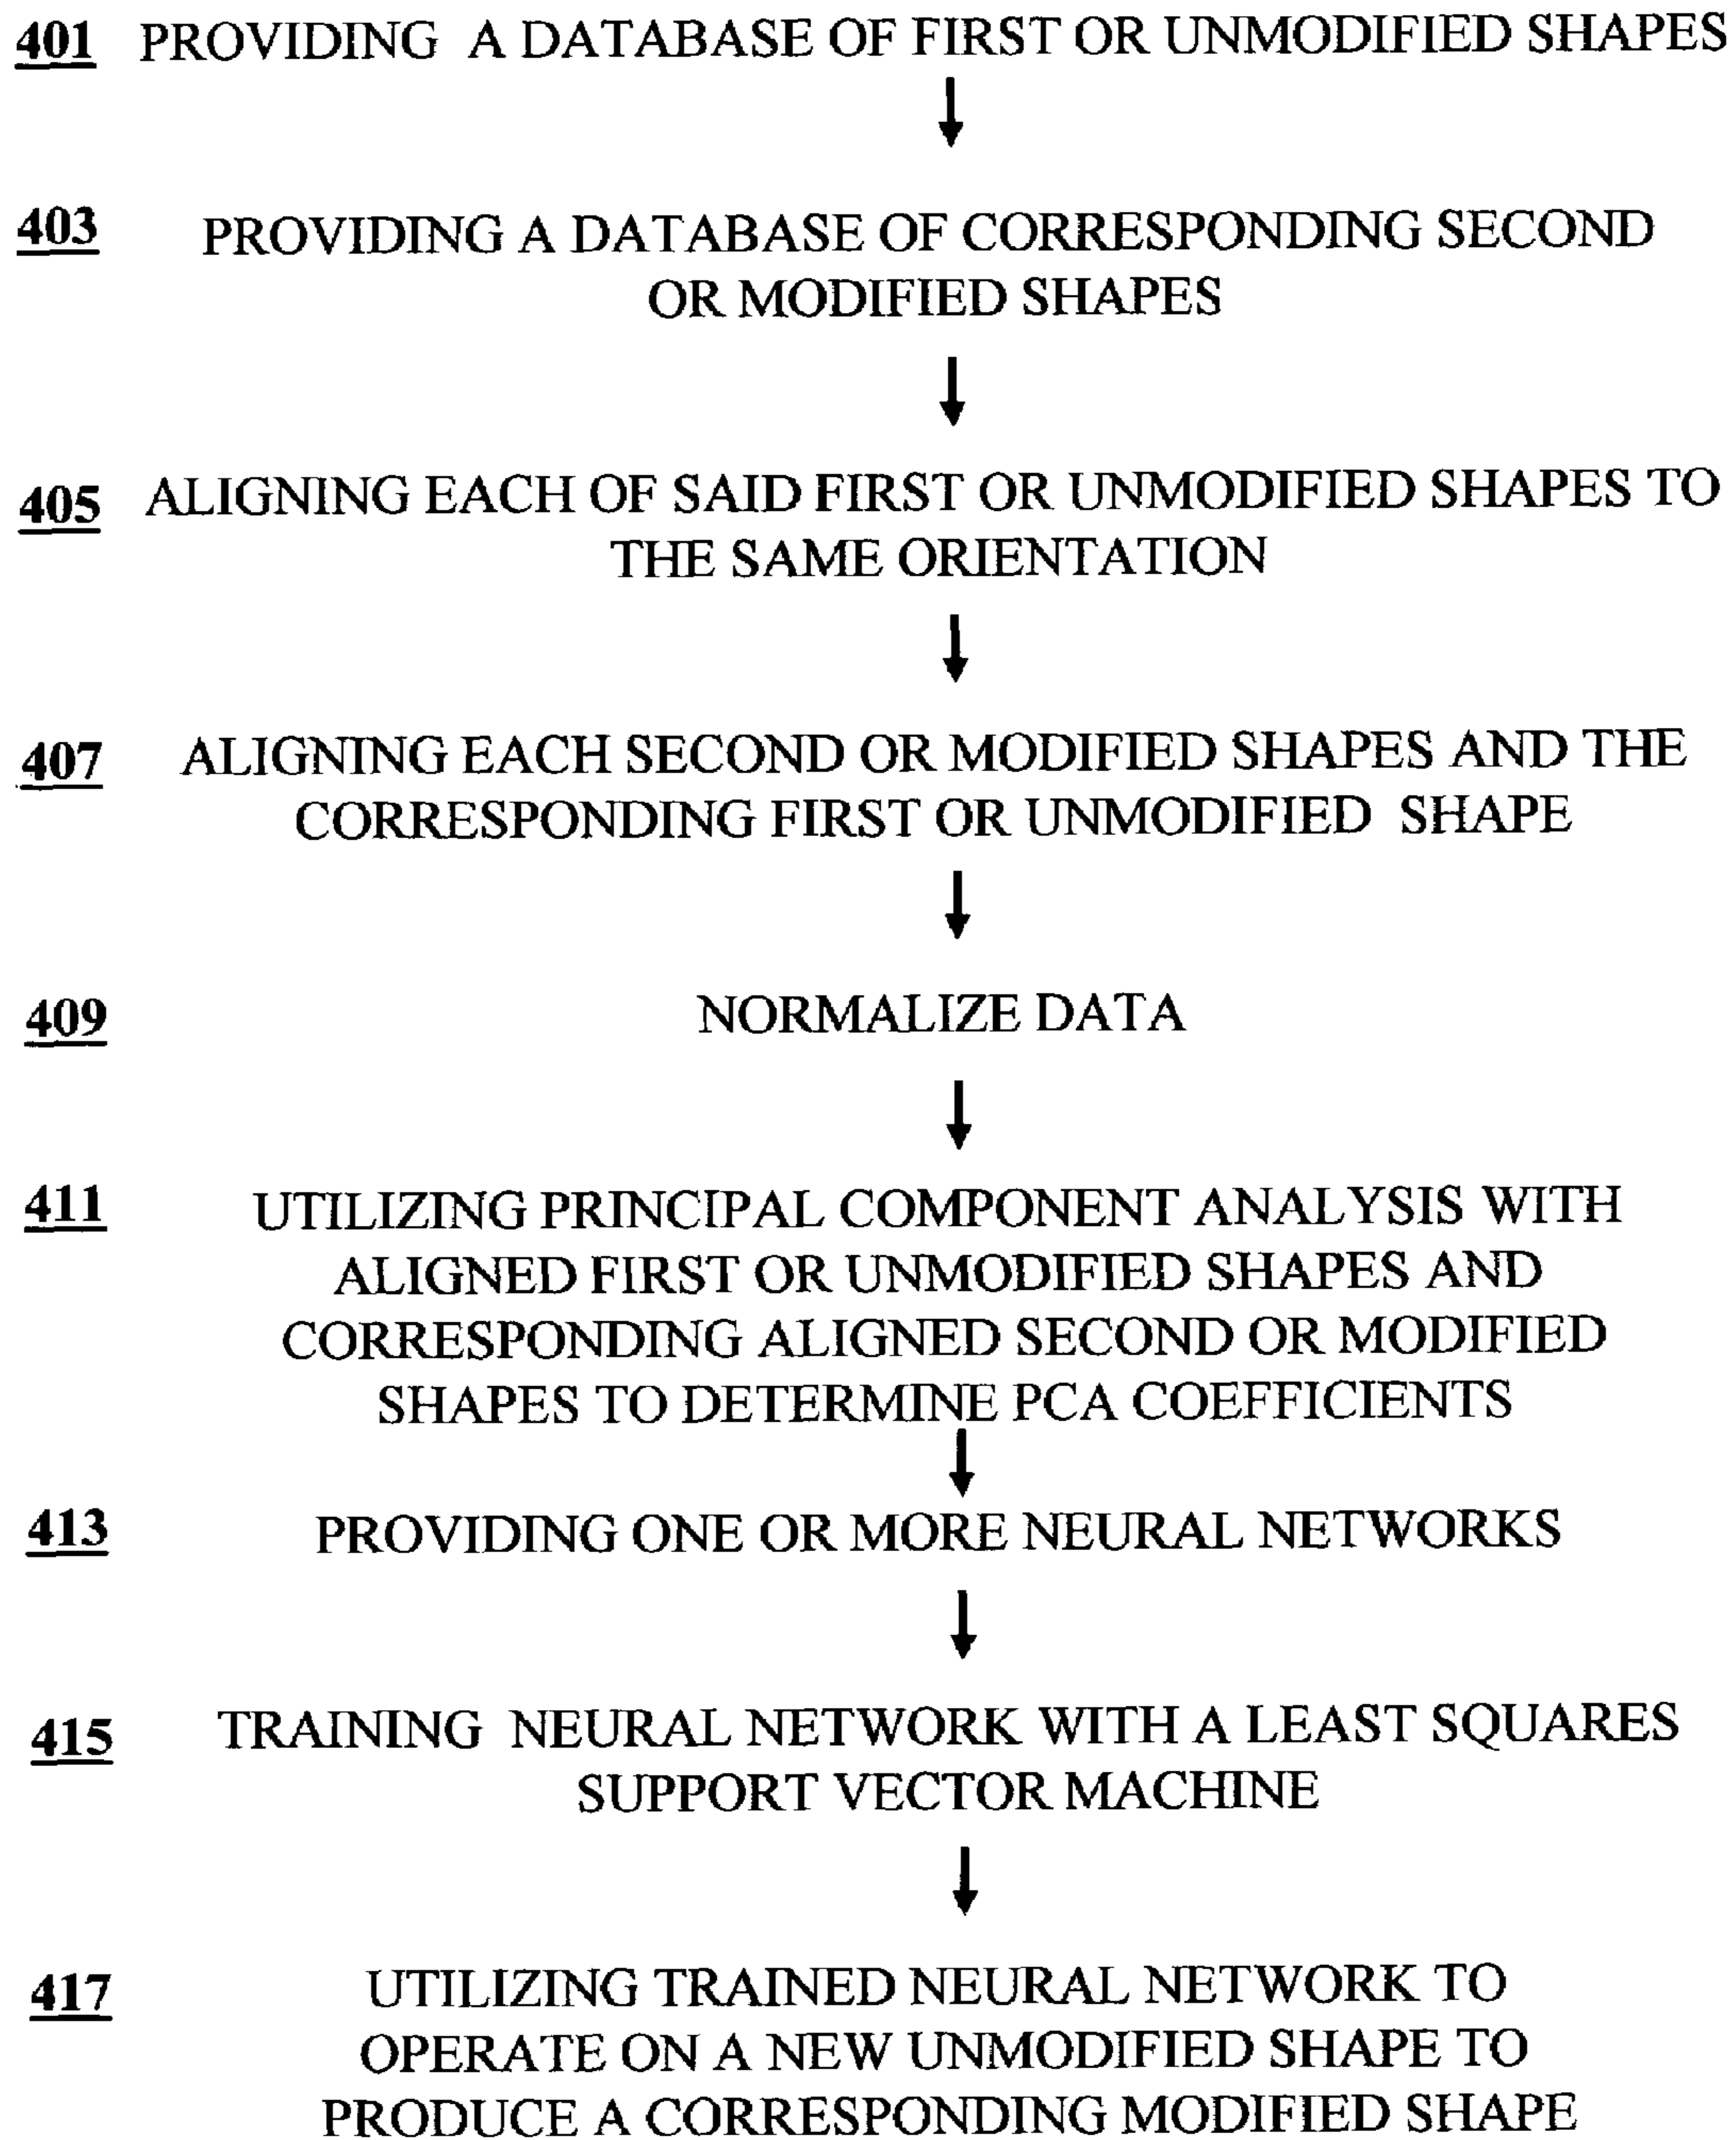 401 PROVIDING A DATABASE OF FIRST OR UNMODIFIED SHAPES
403 PROVIDING A DATABASE OF CORRESPONDING SECOND
OR MODIFIED SHAPES
405 ALIGNING EACH OF SAID FIRST OR UNMODIFIED SHAPES TO
THE SAME ORIENTATION
407 ALIGNING EACH SECOND OR MODIFIED SHAPES AND THE
CORRESPONDING FIRST OR UNMODIFIED SHAPE
409 NORMALIZE DATA
411 UTILIZING PRINCIPAL COMPONENT ANALYSIS WITH
ALIGNED FIRST OR UNMODIFIED SHAPES AND
CORRESPONDING ALIGNED SECOND OR MODIFIED
SHAPES TO DETERMINE PCA COEFFICIENTS
413 PROVIDING ONE OR MORE NEURAL NETWORKS
415 TRAINING NEURAL NETWORK WITH A LEAST SQUARES
SUPPORT VECTOR MACHINE
417 UTILIZING TRAINED NEURAL NETWORK TO
OPERATE ON A NEW UNMODIFIED SHAPE TO
PRODUCE A CORRESPONDING MODIFIED SHAPE